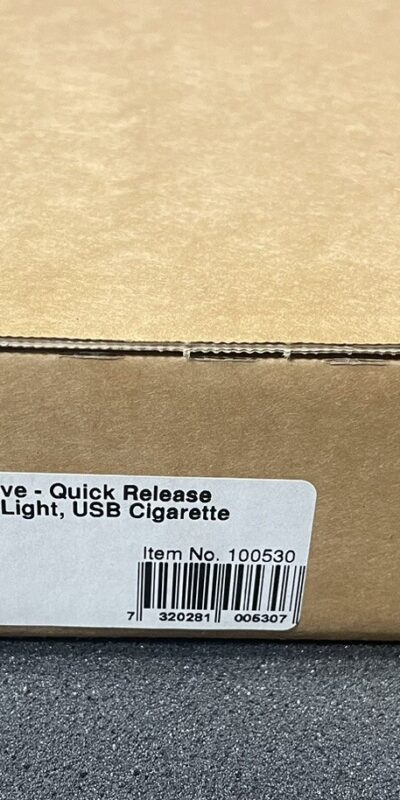 ve - Quick Release
Light, USB Cigarette
Item No. 100530
7 320281 005307